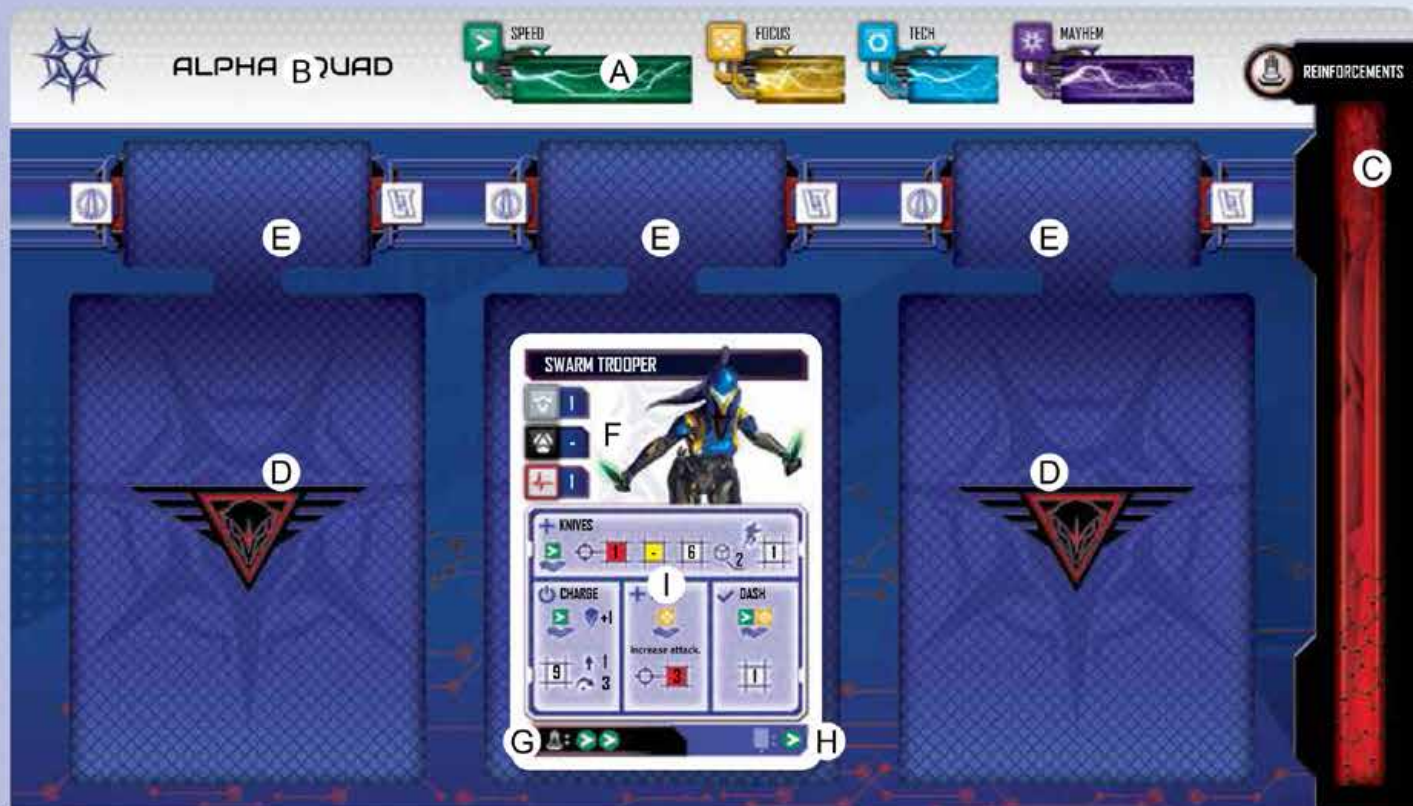 SPEED
FOCUS
TECH
MAYHEM
A
ALPHA
B
REINFORCEMENTS
C
E
E
E
SWARM TROOPER
1
-
1
F
D
D
KNIVES
1 - 6 2 1
I
CHARGE
DASH
+1
Increase attack.
9 1
3
3
1
G
:
:
H